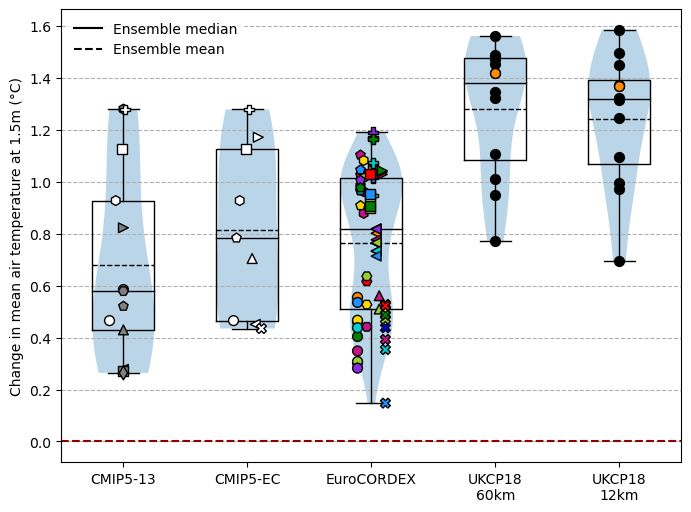 Ensemble median
Ensemble mean
Change in mean air temperature at 1.5m (°C)
1.6
1.4
1.2
1.0
0.8
0.6
0.4
0.2
0.0
CMIP5-13
CMIP5-EC
EuroCORDEX
UKCP18
60km
UKCP18
12km